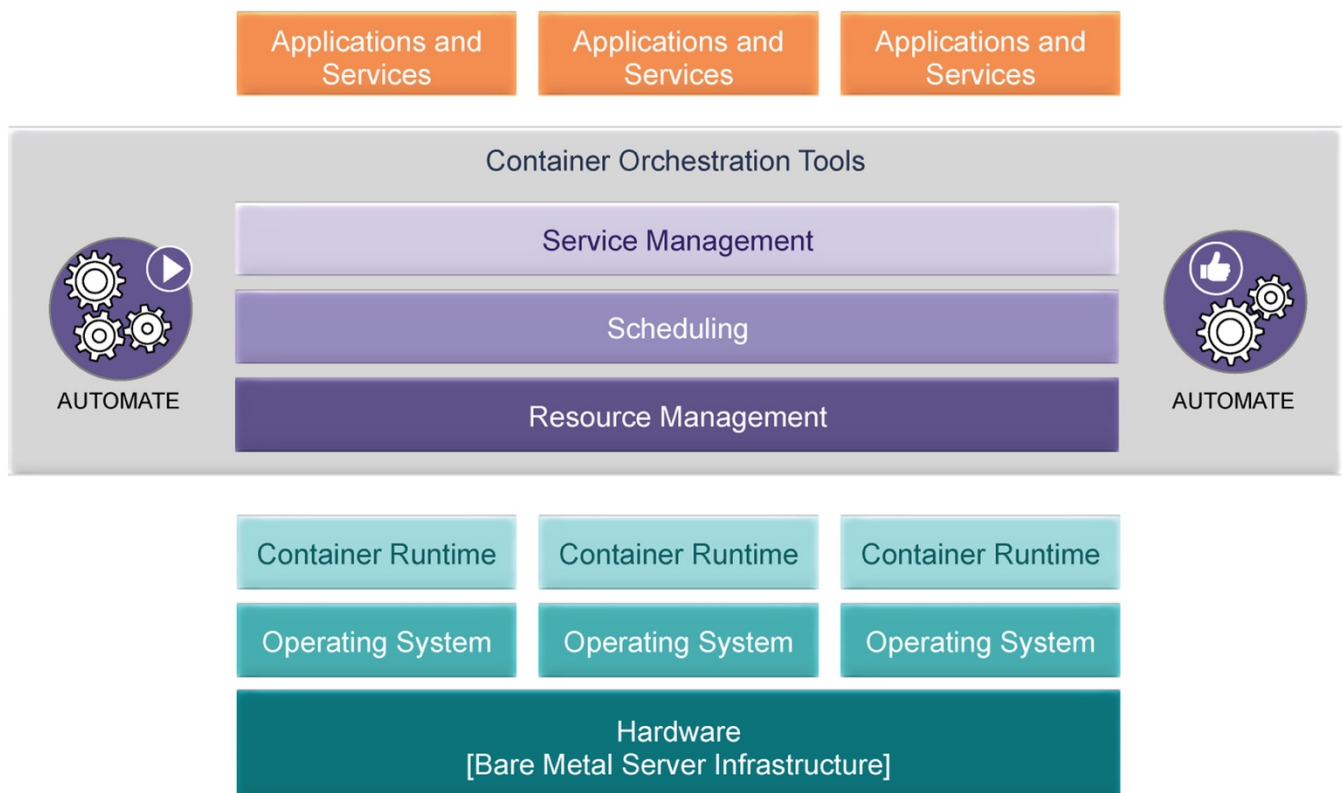 Applications and
Services
Applications and
Services
Applications and
Services
Container Orchestration Tools
Service Management
Scheduling
Resource Management
AUTOMATE
AUTOMATE
Container Runtime
Container Runtime
Container Runtime
Operating System
Operating System
Operating System
Hardware
[Bare Metal Server Infrastructure]